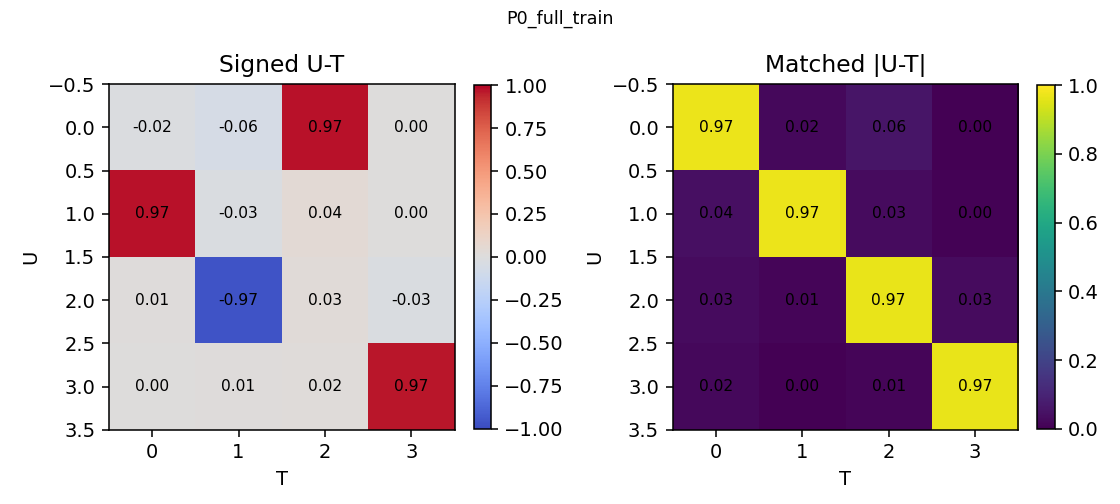 P0_full_train
Signed U-T
−0.5
0.0
0.5
1.0
1.5
2.0
2.5
3.0
3.5
U
-0.02 -0.06 0.97 0.00
0.97 -0.03 0.04 0.00
0.01 -0.97 0.03 -0.03
0.00 0.01 0.02 0.97
0 1 2 3
T
1.00
0.75
0.50
0.25
0.00
−0.25
−0.50
−0.75
−1.00
Matched |U-T|
−0.5
0.0
0.5
1.0
1.5
2.0
2.5
3.0
3.5
U
0.97 0.02 0.06 0.00
0.04 0.97 0.03 0.00
0.03 0.01 0.97 0.03
0.02 0.00 0.01 0.97
0 1 2 3
T
1.0
0.8
0.6
0.4
0.2
0.0